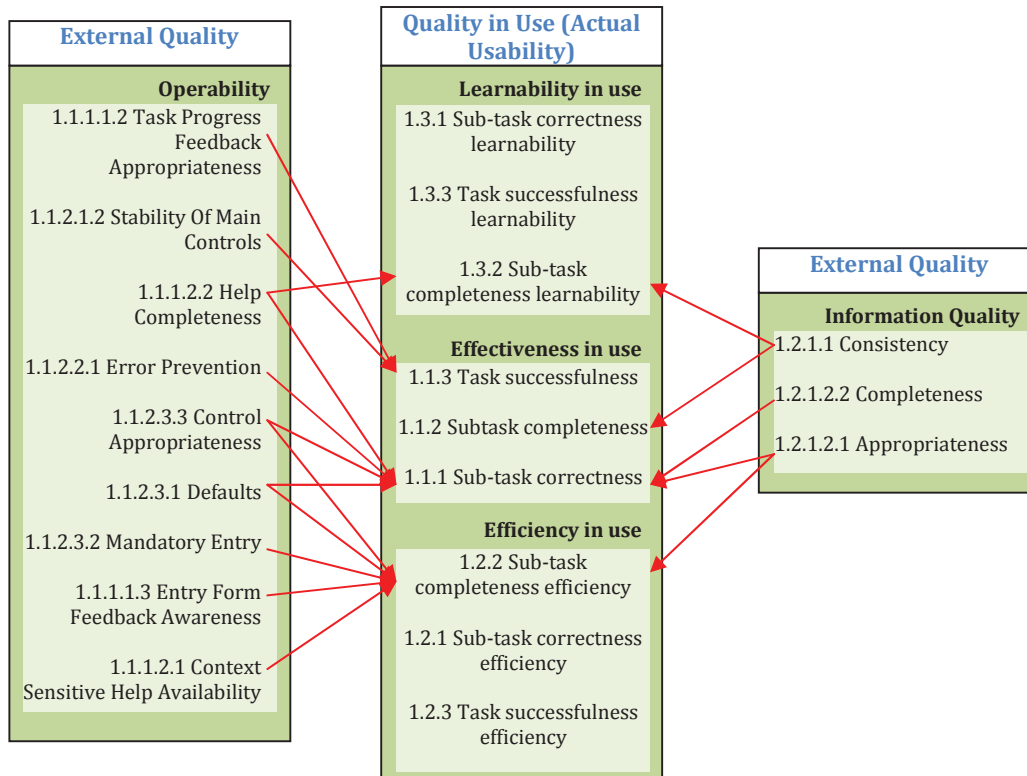 External Quality
Operability
1.1.1.1.2 Task Progress
Feedback
Appropriateness
1.1.2.1.2 Stability Of Main
Controls
1.1.1.2.2 Help
Completeness
1.1.2.2.1 Error Prevention
1.1.2.3.3 Control
Appropriateness
1.1.2.3.1 Defaults
1.1.2.3.2 Mandatory Entry
1.1.1.1.3 Entry Form
Feedback Awareness
1.1.1.2.1 Context
Sensitive Help Availability
Quality in Use (Actual
Usability)
Learnability in use
1.3.1 Sub-task correctness
learnability
1.3.3 Task successfulness
learnability
1.3.2 Sub-task
completeness learnability
Effectiveness in use
1.1.3 Task successfulness
1.1.2 Subtask completeness
1.1.1 Sub-task correctness
Efficiency in use
1.2.2 Sub-task
completeness efficiency
1.2.1 Sub-task correctness
efficiency
1.2.3 Task successfulness
efficiency
External Quality
Information Quality
1.2.1.1 Consistency
1.2.1.2.2 Completeness
1.2.1.2.1 Appropriateness